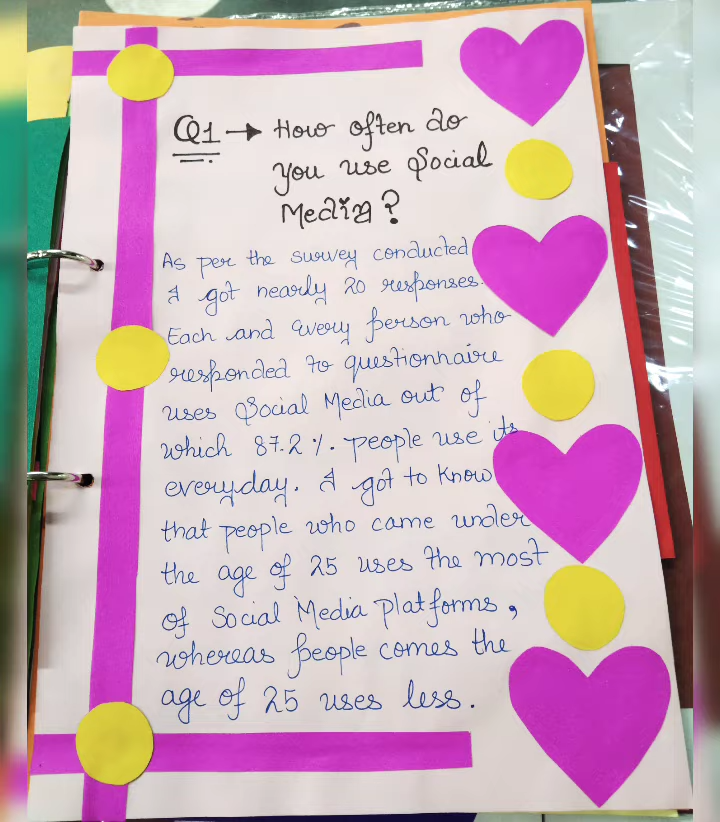 Q1 → How often do
you use Social
Media?
As per the survey conducted
I got nearly 20 responses.
Each and every person who
responded to questionnaire
uses Social Media out of
which 87.2 %. people use its
everyday. I got to know
that people who came under
the age of 25 uses the most
of Social Media platforms,
whereas people comes the
age of 25 uses less.